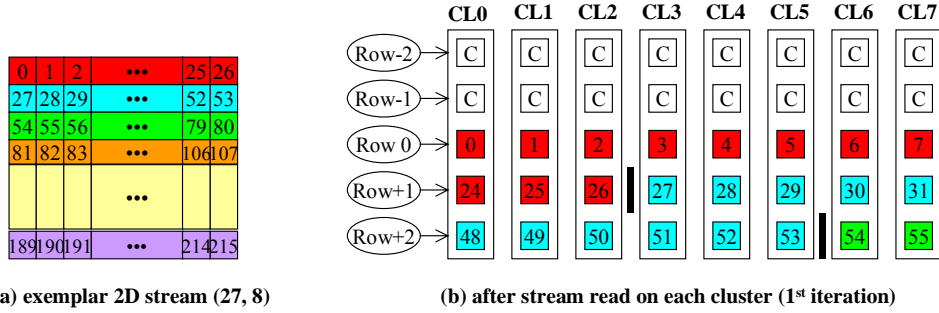 CL0 CL1 CL2 CL3 CL4 CL5 CL6 CL7
Row-2 C C C C C C C C
0 1 2 ••• 25 26
27 28 29 ••• 52 53
54 55 56 ••• 79 80
81 82 83 ••• 106 107
•••
189 190 191 ••• 214 215
Row-1 C C C C C C C C
Row 0 0 1 2 3 4 5 6 7
Row+1 24 25 26 27 28 29 30 31
Row+2 48 49 50 51 52 53 54 55
a) exemplar 2D stream (27, 8)
(b) after stream read on each cluster (1st iteration)